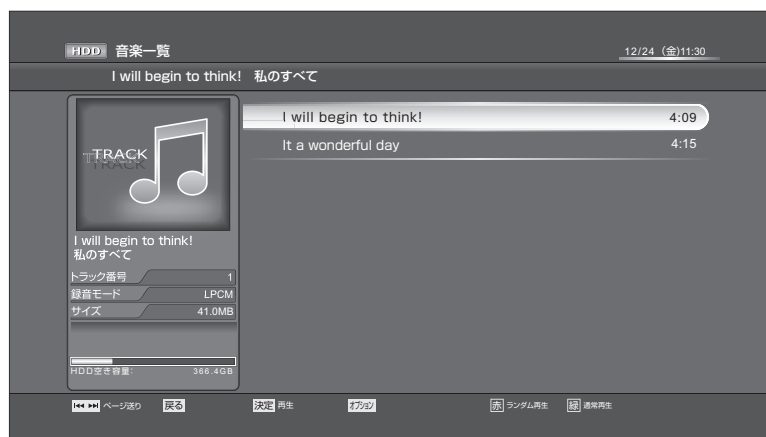 HDD 音楽一覧
12/24 (金)11:30
I will begin to think! 私のすべて
TRACK
I will begin to think! 4:09
It a wonderful day 4:15
I will begin to think!
私のすべて
トラック番号 1
録音モード LPCM
サイズ 41.0MB
HDD空き容量: 366.4GB
ページ送り 戻る 決定 再生 オプション 赤 ランダム再生 緑 通常再生